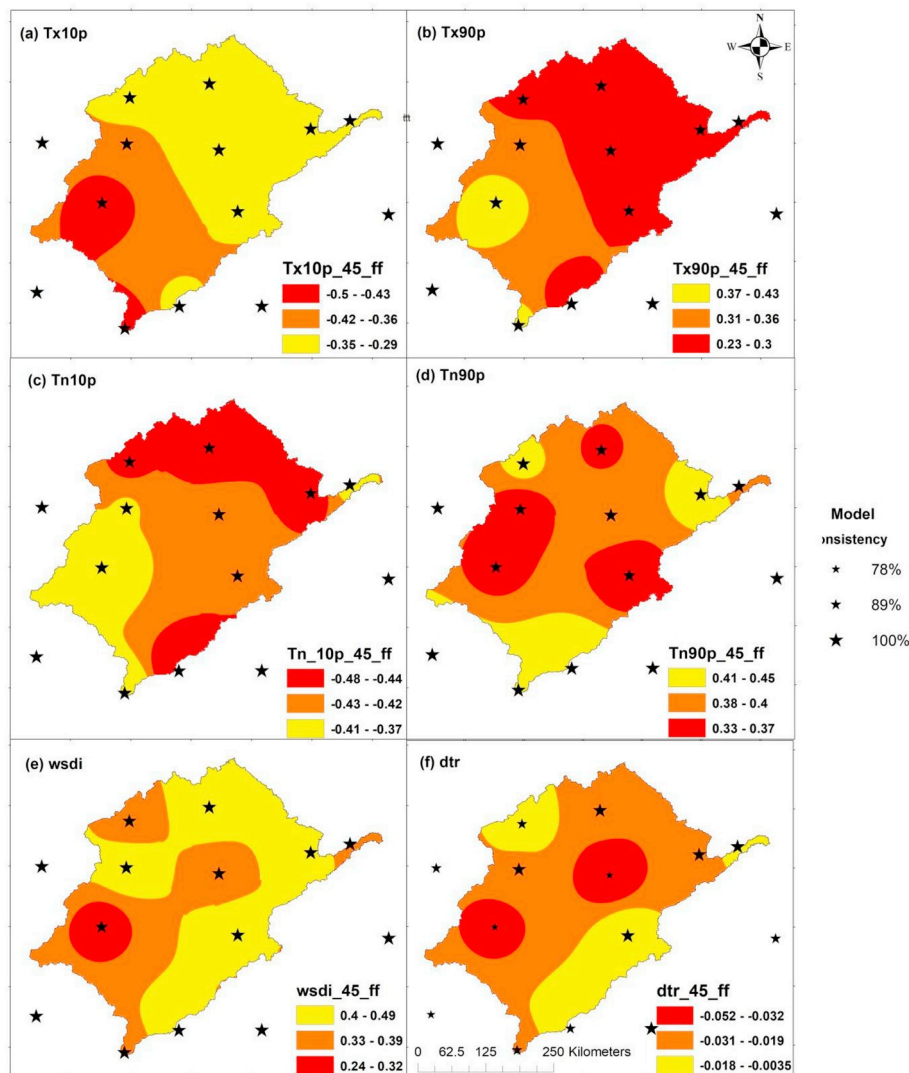 (a) Tx10p
Tx10p_45_ff
-0.5 - -0.43
-0.42 - -0.36
-0.35 - -0.29
(b) Tx90p
N
W E
S
Tx90p_45_ff
0.37 - 0.43
0.31 - 0.36
0.23 - 0.3
(c) Tn10p
Tn_10p_45_ff
-0.48 - -0.44
-0.43 - -0.42
-0.41 - -0.37
(d) Tn90p
Tn90p_45_ff
0.41 - 0.45
0.38 - 0.4
0.33 - 0.37
Model
onsistency
78%
89%
100%
(e) wsdi
wsdi_45_ff
0.4 - 0.49
0.33 - 0.39
0.24 - 0.32
(f) dtr
dtr_45_ff
-0.052 - -0.032
-0.031 - -0.019
-0.018 - -0.0035
0 62.5 125 250 Kilometers